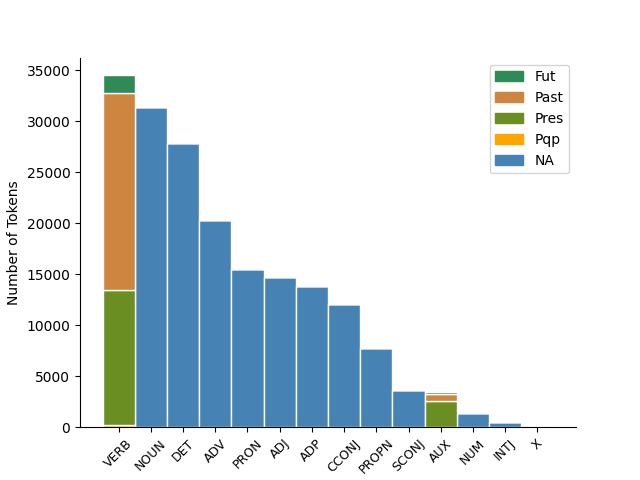 35000
30000
25000
20000
15000
10000
5000
0
Number of Tokens
Fut
Past
Pres
Pqp
NA
VERB
NOUN
DET
ADV
PRON
ADJ
ADP
CCONJ
PROPN
SCONJ
AUX
NUM
INTJ
X